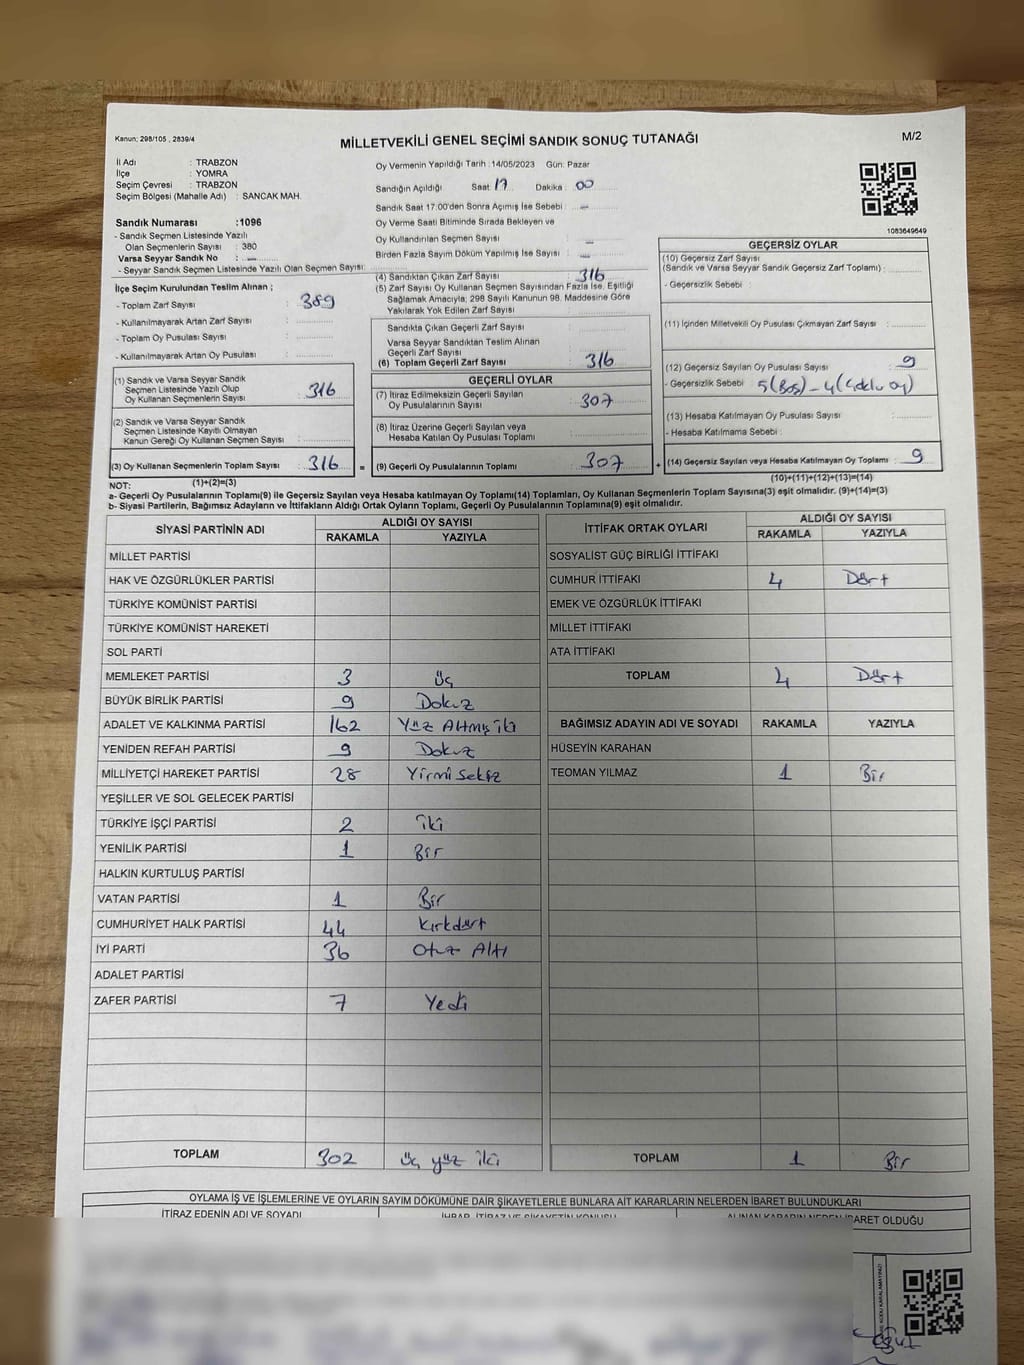 Kanun: 298/105 , 2839/4
MİLLETVEKİLİ GENEL SEÇİMİ SANDIK SONUÇ TUTANAĞI
M/2
İl Adı : TRABZON
İlçe : YOMRA
Seçim Çevresi : TRABZON
Seçim Bölgesi (Mahalle Adı) : SANCAK MAH.
Sandık Numarası :1096
- Sandık Seçmen Listesinde Yazılı
Olan Seçmenlerin Sayısı : 380
Varsa Seyyar Sandık No : –
- Seyyar Sandık Seçmen Listesinde Yazılı Olan Seçmen Sayısı:
İlçe Seçim Kurulundan Teslim Alınan ;
- Toplam Zarf Sayısı : 389
- Kullanılmayarak Artan Zarf Sayısı :
- Toplam Oy Pusulası Sayısı :
- Kullanılmayarak Artan Oy Pusulası :
(1) Sandık ve Varsa Seyyar Sandık
Seçmen Listesinde Yazılı Olup
Oy Kullanan Seçmenlerin Sayısı : 316
(2) Sandık ve Varsa Seyyar Sandık
Seçmen Listesinde Kayıtlı Olmayan
Kanun Gereği Oy Kullanan Seçmen Sayısı :
(3) Oy Kullanan Seçmenlerin Toplam Sayısı : 316
(1)+(2)=(3)
Oy Vermenin Yapıldığı Tarih :14/05/2023 Gün: Pazar
Sandığın Açıldığı Saat: 17 Dakika : 00
Sandık Saat 17:00'den Sonra Açımış İse Sebebi : –
Oy Verme Saati Bitiminde Sırada Bekleyen ve
Oy Kullandırılan Seçmen Sayısı : –
Birden Fazla Sayım Döküm Yapılmış İse Sayısı : –
(4) Sandıktan Çıkan Zarf Sayısı : 316
(5) Zarf Sayısı Oy Kullanan Seçmen Sayısından Fazla İse, Eşitliği
Sağlamak Amacıyla, 298 Sayılı Kanunun 98. Maddesine Göre
Yakılarak Yok Edilen Zarf Sayısı :
Sandıkta Çıkan Geçerli Zarf Sayısı :
Varsa Seyyar Sandıktan Teslim Alınan
Geçerli Zarf Sayısı :
(6) Toplam Geçerli Zarf Sayısı : 316
GEÇERLİ OYLAR
(7) İtiraz Edilmeksizin Geçerli Sayılan
Oy Pusulalarının Sayısı : 307
(8) İtiraz Üzerine Geçerli Sayılan veya
Hesaba Katılan Oy Pusulası Toplamı :
= (9) Geçerli Oy Pusulalarının Toplamı : 307 +
1083649649
GEÇERSİZ OYLAR
(10) Geçersiz Zarf Sayısı
(Sandık ve Varsa Seyyar Sandık Geçersiz Zarf Toplamı) :
- Geçersizlik Sebebi :
(11) İçinden Milletvekili Oy Pusulası Çıkmayan Zarf Sayısı :
(12) Geçersiz Sayılan Oy Pusulası Sayısı : 9
- Geçersizlik Sebebi : 5 (Boş) - 4
(13) Hesaba Katılmayan Oy Pusulası Sayısı :
- Hesaba Katılmama Sebebi :
(14) Geçersiz Sayılan veya Hesaba Katılmayan Oy Toplamı : 9
(10)+(11)+(12)+(13)=(14)
NOT:
a- Geçerli Oy Pusulalarının Toplamı(9) ile Geçersiz Sayılan veya Hesaba katılmayan Oy Toplamı(14) Toplamları, Oy Kullanan Seçmenlerin Toplam Sayısına(3) eşit olmalıdır. (9)+(14)=(3)
b- Siyasi Partilerin, Bağımsız Adayların ve İttifakların Aldığı Ortak Oyların Toplamı, Geçerli Oy Pusulalarının Toplamına(9) eşit olmalıdır.
SİYASİ PARTİNİN ADI ALDIĞI OY SAYISI
RAKAMLA YAZIYLA
MİLLET PARTİSİ
HAK VE ÖZGÜRLÜKLER PARTİSİ
TÜRKİYE KOMÜNİST PARTİSİ
TÜRKİYE KOMÜNİST HAREKETİ
SOL PARTİ
MEMLEKET PARTİSİ 3 Üç
BÜYÜK BİRLİK PARTİSİ 9 Dokuz
ADALET VE KALKINMA PARTİSİ 162 Yüz Altmış iki
YENİDEN REFAH PARTİSİ 9 Dokuz
MİLLİYETÇİ HAREKET PARTİSİ 28 Yirmi Sekiz
YEŞİLLER VE SOL GELECEK PARTİSİ
TÜRKİYE İŞÇİ PARTİSİ 2 iki
YENİLİK PARTİSİ 1 Bir
HALKIN KURTULUŞ PARTİSİ
VATAN PARTİSİ 1 Bir
CUMHURİYET HALK PARTİSİ 44 Kırkdört
İYİ PARTİ 36 Otuz Altı
ADALET PARTİSİ
ZAFER PARTİSİ 7 Yedi
TOPLAM 302 Üç yüz iki
İTTİFAK ORTAK OYLARI ALDIĞI OY SAYISI
RAKAMLA YAZIYLA
SOSYALİST GÜÇ BİRLİĞİ İTTİFAKI
CUMHUR İTTİFAKI 4 Dört
EMEK VE ÖZGÜRLÜK İTTİFAKI
MİLLET İTTİFAKI
ATA İTTİFAKI
TOPLAM 4 Dört
BAĞIMSIZ ADAYIN ADI VE SOYADI RAKAMLA YAZIYLA
HÜSEYİN KARAHAN
TEOMAN YILMAZ 1 Bir
TOPLAM 1 Bir
OYLAMA İŞ VE İŞLEMLERİNE VE OYLARIN SAYIM DÖKÜMÜNE DAİR ŞİKAYETLERLE BUNLARA AİT KARARLARIN NELERDEN İBARET BULUNDUKLARI
İTİRAZ EDENİN ADI VE SOYADI İHBAR, İTİRAZ VE ŞİKAYETİN KONUSU ALINAN KARARIN NEDEN İBARET OLDUĞU